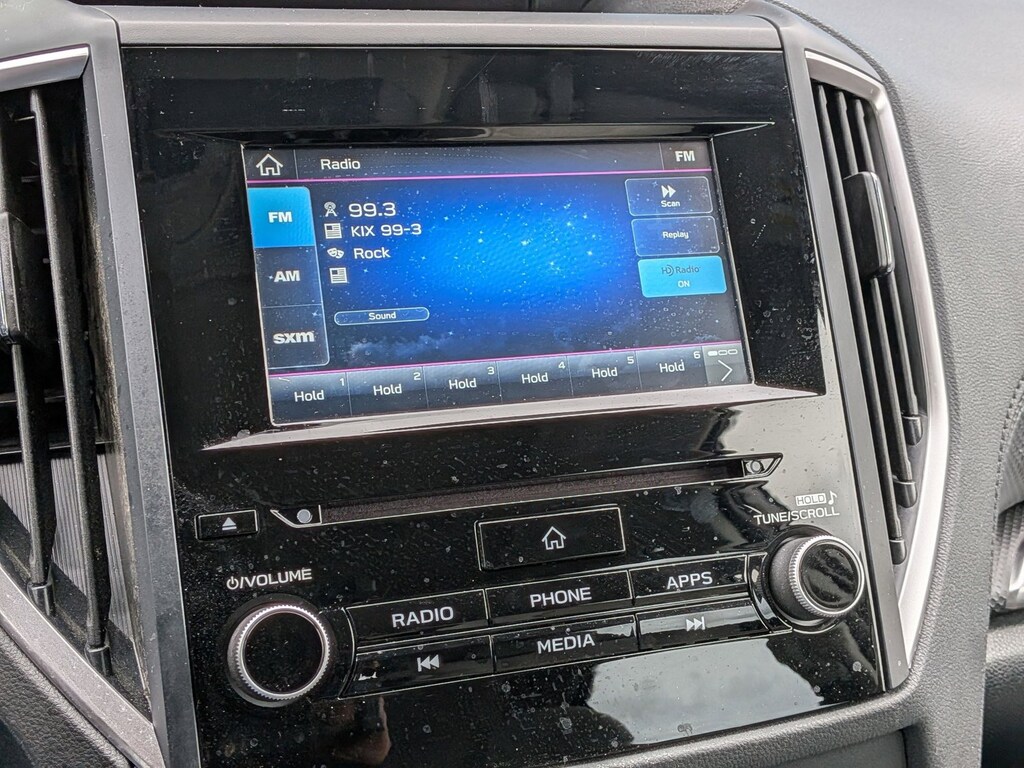 Radio
FM
FM
99.3
Scan
KIX 99-3
Replay
Rock
AM
HD Radio
ON
sxm
Sound
Hold 1
Hold 2
Hold 3
Hold 4
Hold 5
Hold 6
HOLD
TUNE/SCROLL
VOLUME
RADIO
PHONE
APPS
MEDIA